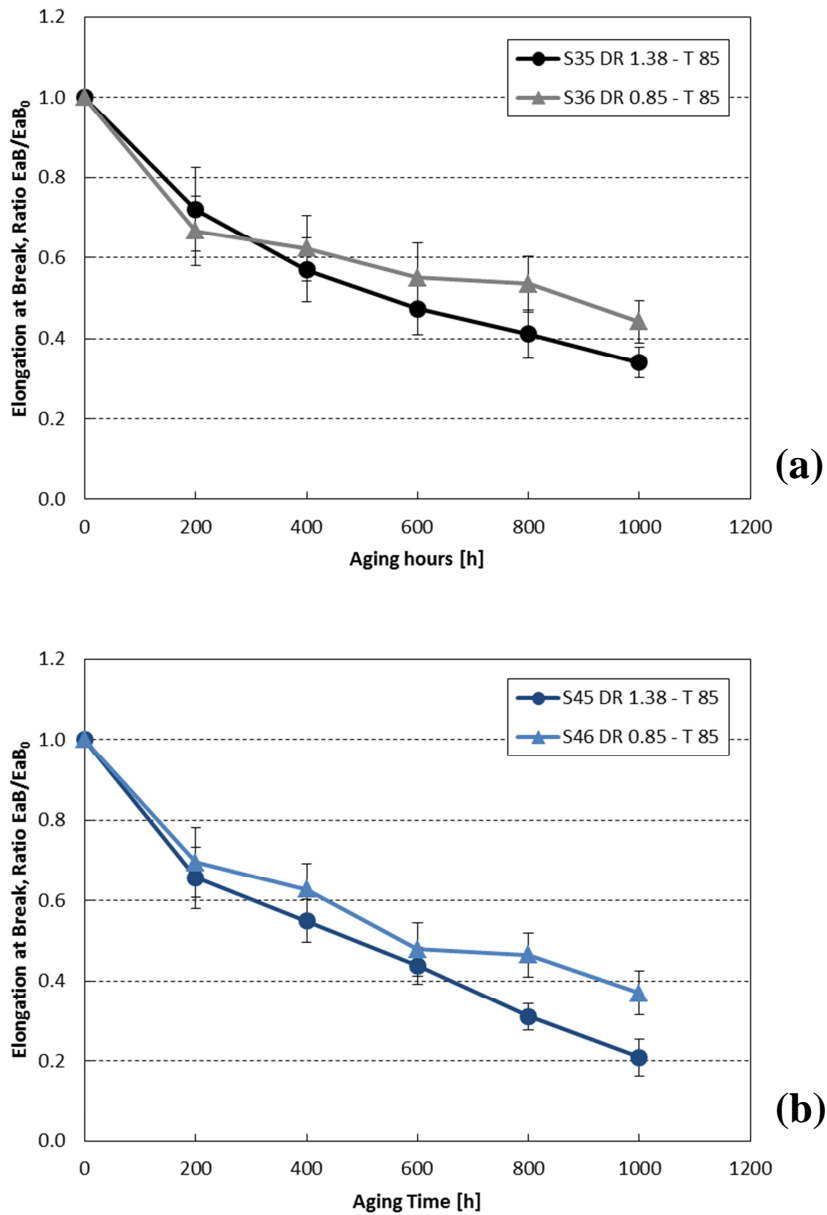 1.2
1.0
0.8
0.6
0.4
0.2
0.0
Elongation at Break, Ratio EaB/EaB₀
S35 DR 1.38 - T 85
S36 DR 0.85 - T 85
0 200 400 600 800 1000 1200
Aging hours [h]
(a)
1.2
1.0
0.8
0.6
0.4
0.2
0.0
Elongation at Break, Ratio EaB/EaB₀
S45 DR 1.38 - T 85
S46 DR 0.85 - T 85
0 200 400 600 800 1000 1200
Aging Time [h]
(b)